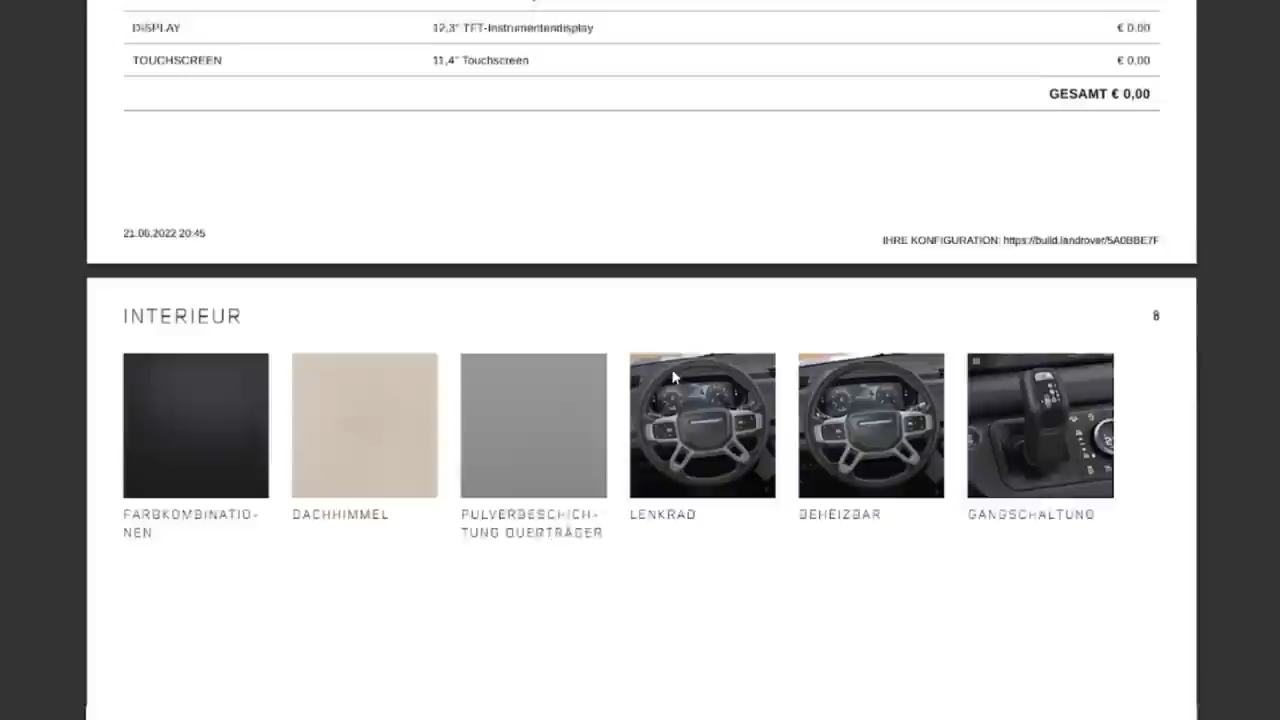 DISPLAY 12,3" TFT-Instrumentendisplay € 0,00
TOUCHSCREEN 11,4" Touchscreen € 0,00
GESAMT € 0,00
21.06.2022 20:45
IHRE KONFIGURATION: https://build.landrover/5A0BBE7F
INTERIEUR 8
FARBKOMBINATIO-
NEN
DACHHIMMEL
PULVERBESCHICH-
TUNG QUERTRÄGER
LENKRAD
BEHEIZBAR
GANGSCHALTUNG